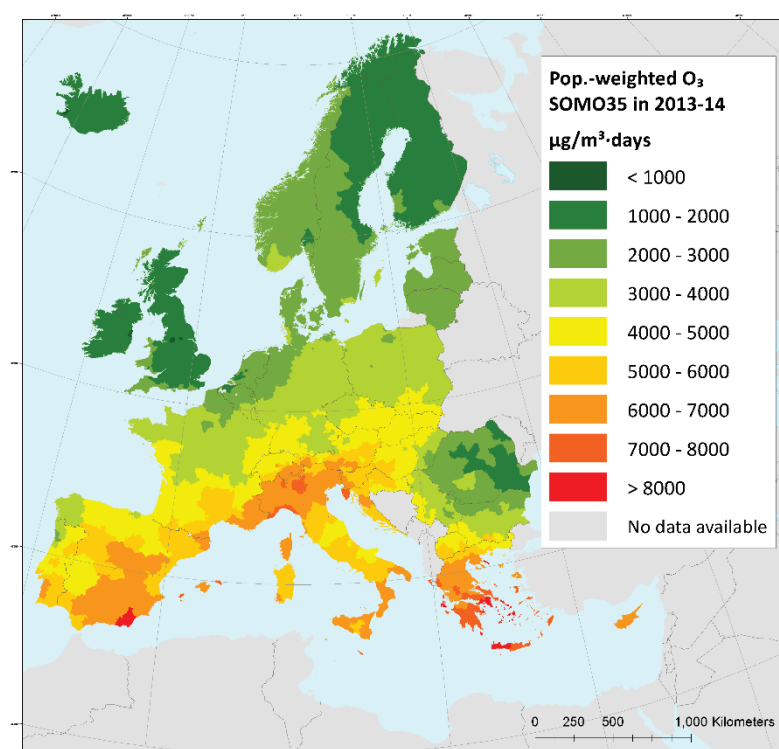 Pop.-weighted O₃
SOMO35 in 2013-14
µg/m³·days
< 1000
1000 - 2000
2000 - 3000
3000 - 4000
4000 - 5000
5000 - 6000
6000 - 7000
7000 - 8000
> 8000
No data available
0 250 500 1,000 Kilometers